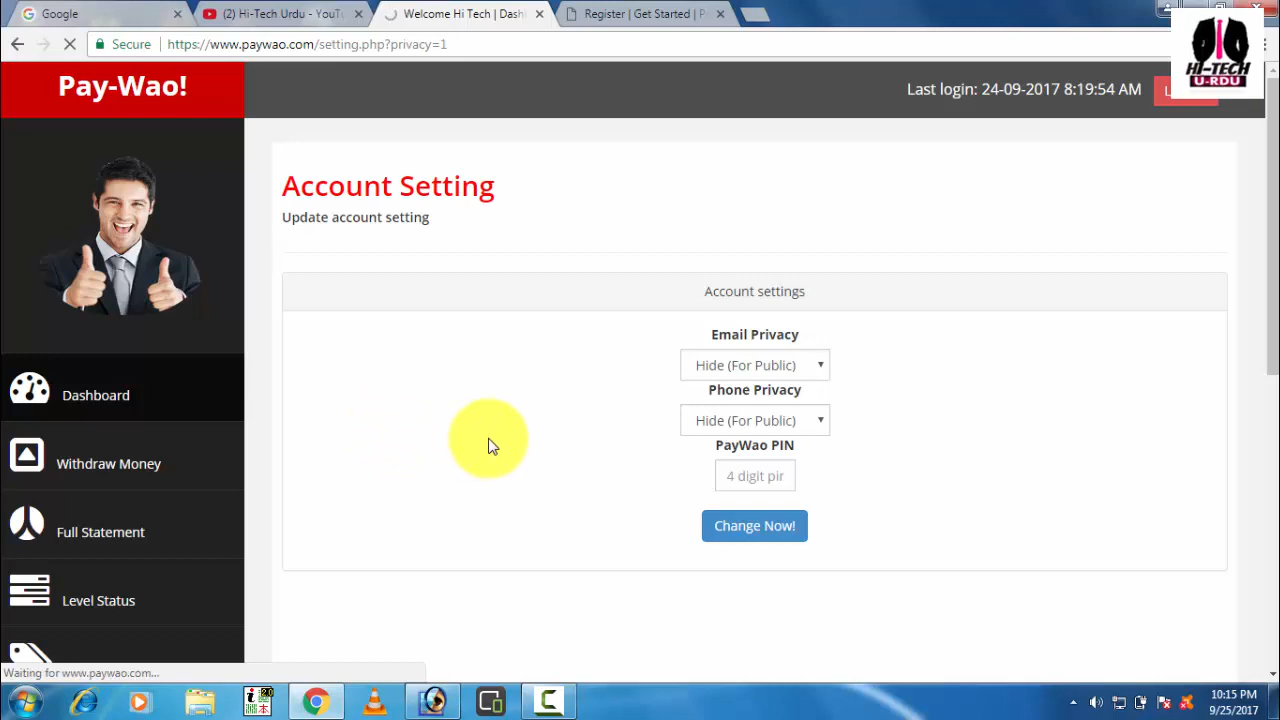 Google
(2) Hi-Tech Urdu - YouT
Welcome Hi Tech | Dash
Register | Get Started | P
Secure
https://www.paywao.com/setting.php?privacy=1
HI-TECH
U-RDU
Pay-Wao!
Last login: 24-09-2017 8:19:54 AM
Account Setting
Update account setting
Account settings
Email Privacy
Hide (For Public)
Phone Privacy
Hide (For Public)
PayWao PIN
4 digit pin
Change Now!
Dashboard
Withdraw Money
Full Statement
Level Status
Waiting for www.paywao.com...
10:15 PM
9/25/2017